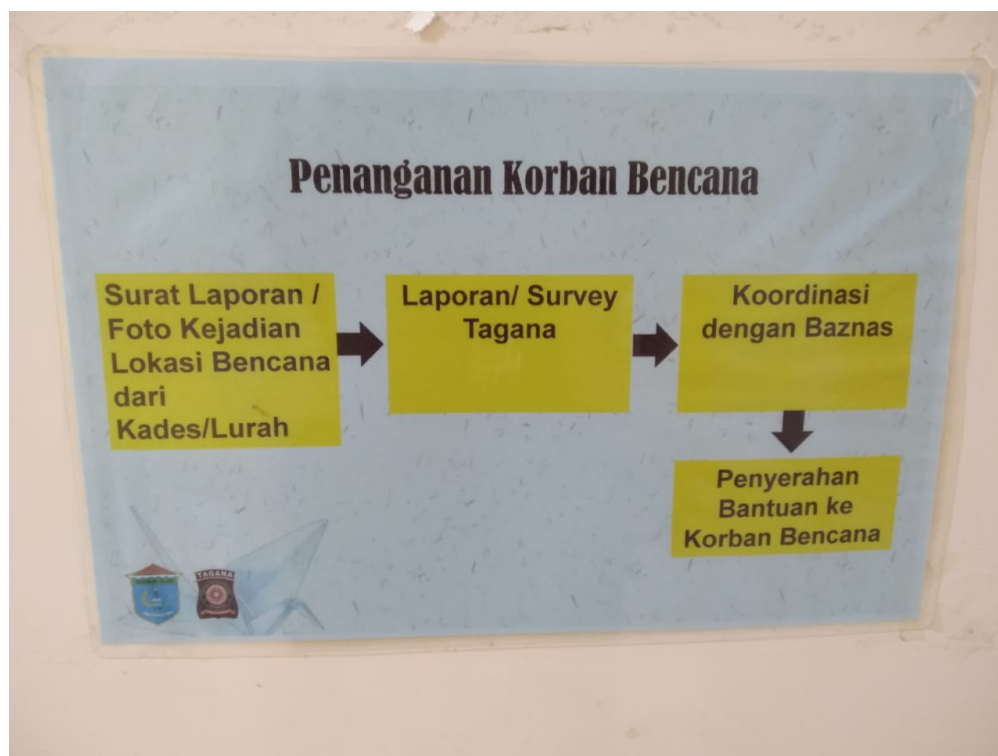 Penanganan Korban Bencana
Surat Laporan /
Foto Kejadian
Lokasi Bencana
dari
Kades/Lurah
Laporan/ Survey
Tagana
Koordinasi
dengan Baznas
Penyerahan
Bantuan ke
Korban Bencana
TAGANA